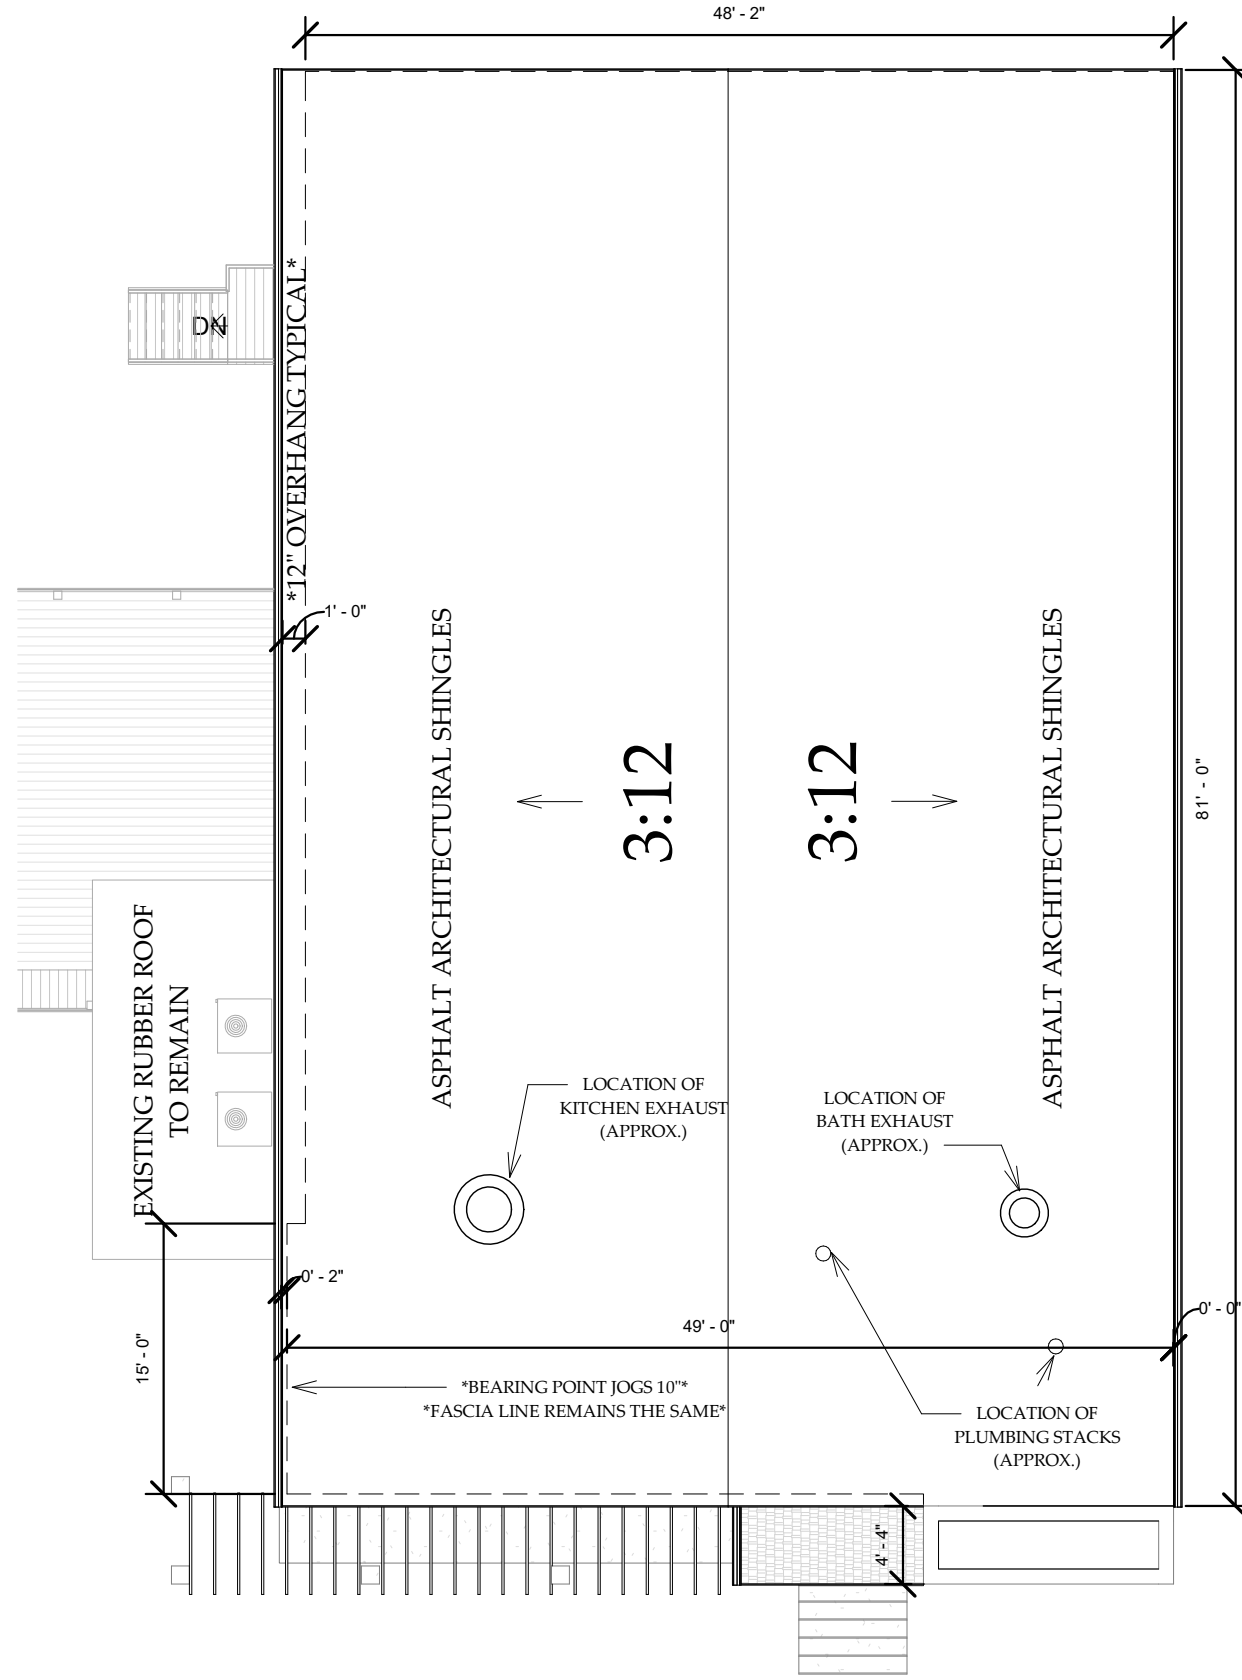 48' - 2"
DN
*12" OVERHANG TYPICAL*
1' - 0"
ASPHALT ARCHITECTURAL SHINGLES
3:12
3:12
ASPHALT ARCHITECTURAL SHINGLES
81' - 0"
EXISTING RUBBER ROOF
TO REMAIN
LOCATION OF
KITCHEN EXHAUST
(APPROX.)
LOCATION OF
BATH EXHAUST
(APPROX.)
0' - 2"
15' - 0"
49' - 0"
0' - 0"
*BEARING POINT JOGS 10"*
*FASCIA LINE REMAINS THE SAME*
LOCATION OF
PLUMBING STACKS
(APPROX.)
4' - 4"